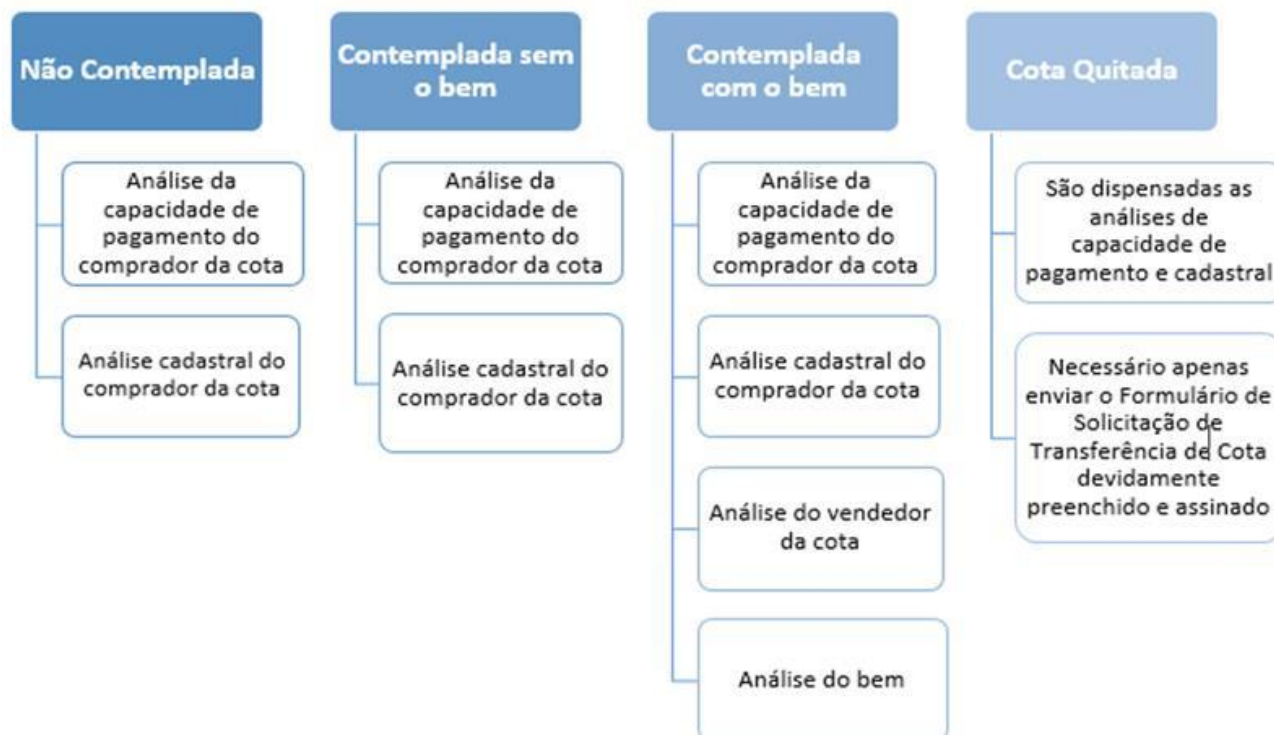 Não Contemplada
Análise da
capacidade de
pagamento do
comprador da cota
Análise cadastral do
comprador da cota
Contemplada sem
o bem
Análise da
capacidade de
pagamento do
comprador da cota
Análise cadastral do
comprador da cota
Contemplada
com o bem
Análise da
capacidade de
pagamento do
comprador da cota
Análise cadastral do
comprador da cota
Análise do vendedor
da cota
Análise do bem
Cota Quitada
São dispensadas as
análises de
capacidade de
pagamento e cadastral
Necessário apenas
enviar o Formulário de
Solicitação de
Transferência de Cota
devidamente
preenchido e assinado